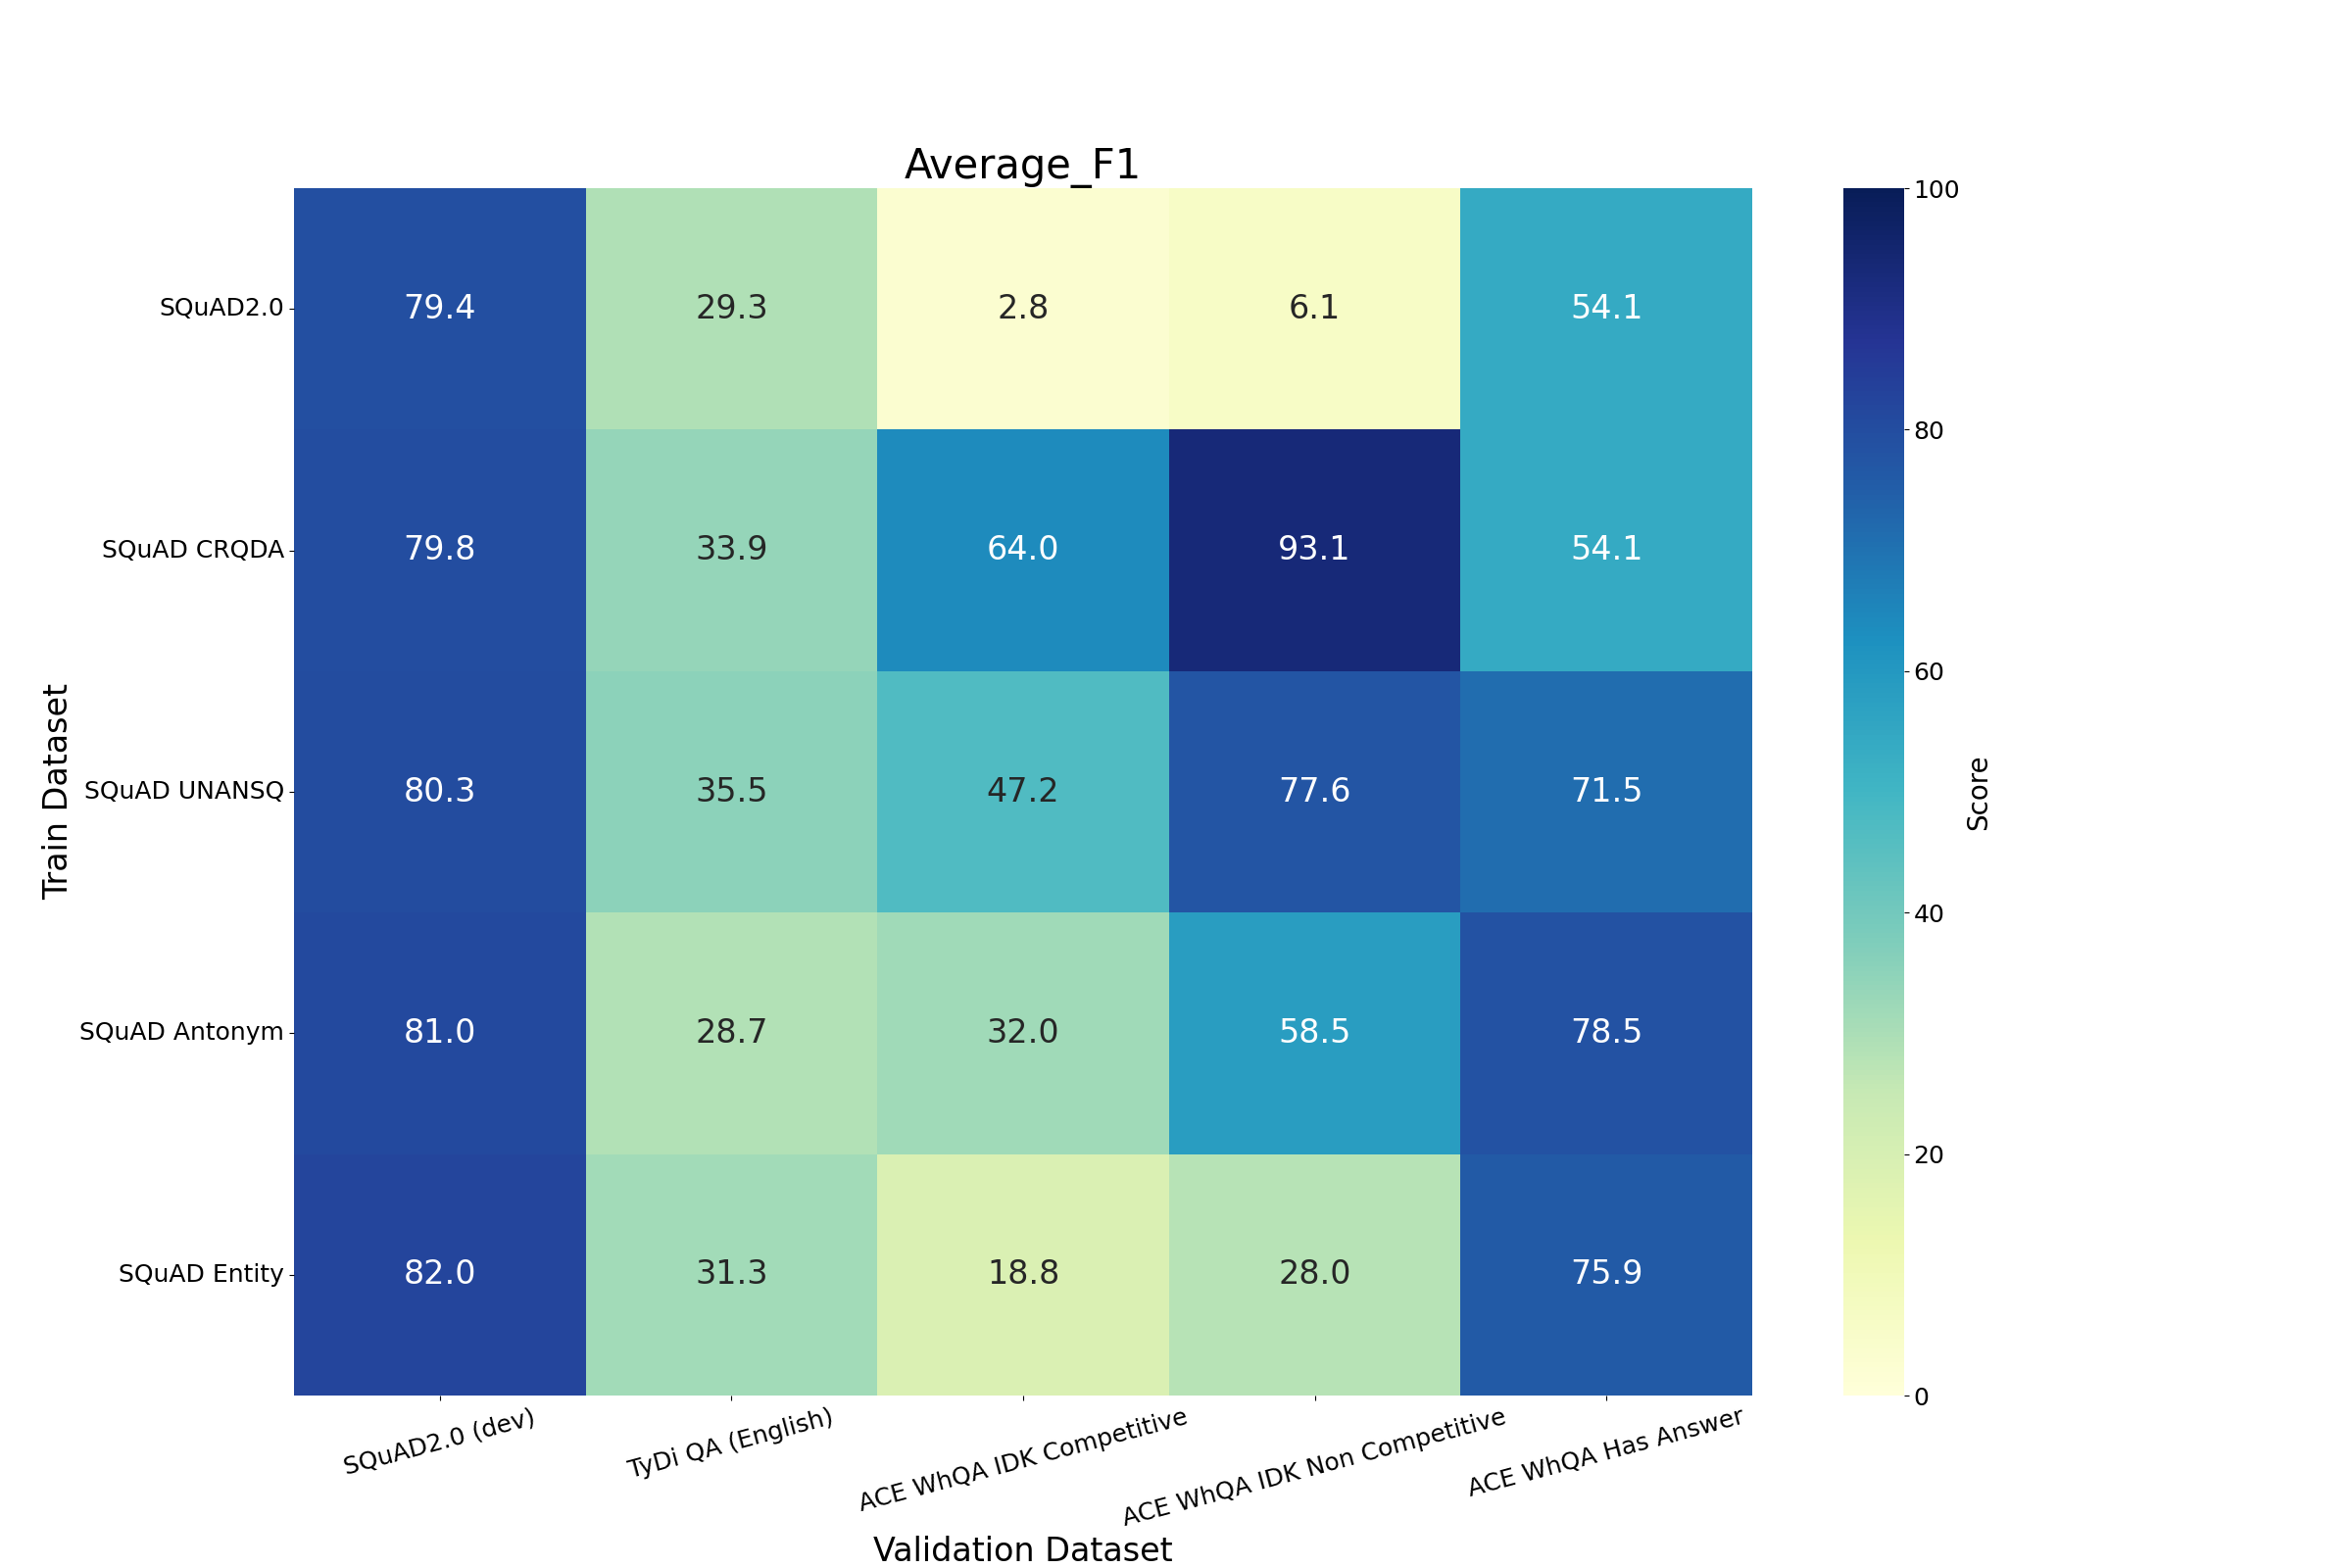 Average_F1
100
SQuAD2.0 79.4 29.3 2.8 6.1 54.1
80
SQuAD CRQDA 79.8 33.9 64.0 93.1 54.1
60
SQuAD UNANSQ 80.3 35.5 47.2 77.6 71.5
Train Dataset
Score
40
SQuAD Antonym 81.0 28.7 32.0 58.5 78.5
20
SQuAD Entity 82.0 31.3 18.8 28.0 75.9
0
SQuAD2.0 (dev)
TyDi QA (English)
ACE WhQA IDK Competitive
ACE WhQA IDK Non Competitive
ACE WhQA Has Answer
Validation Dataset